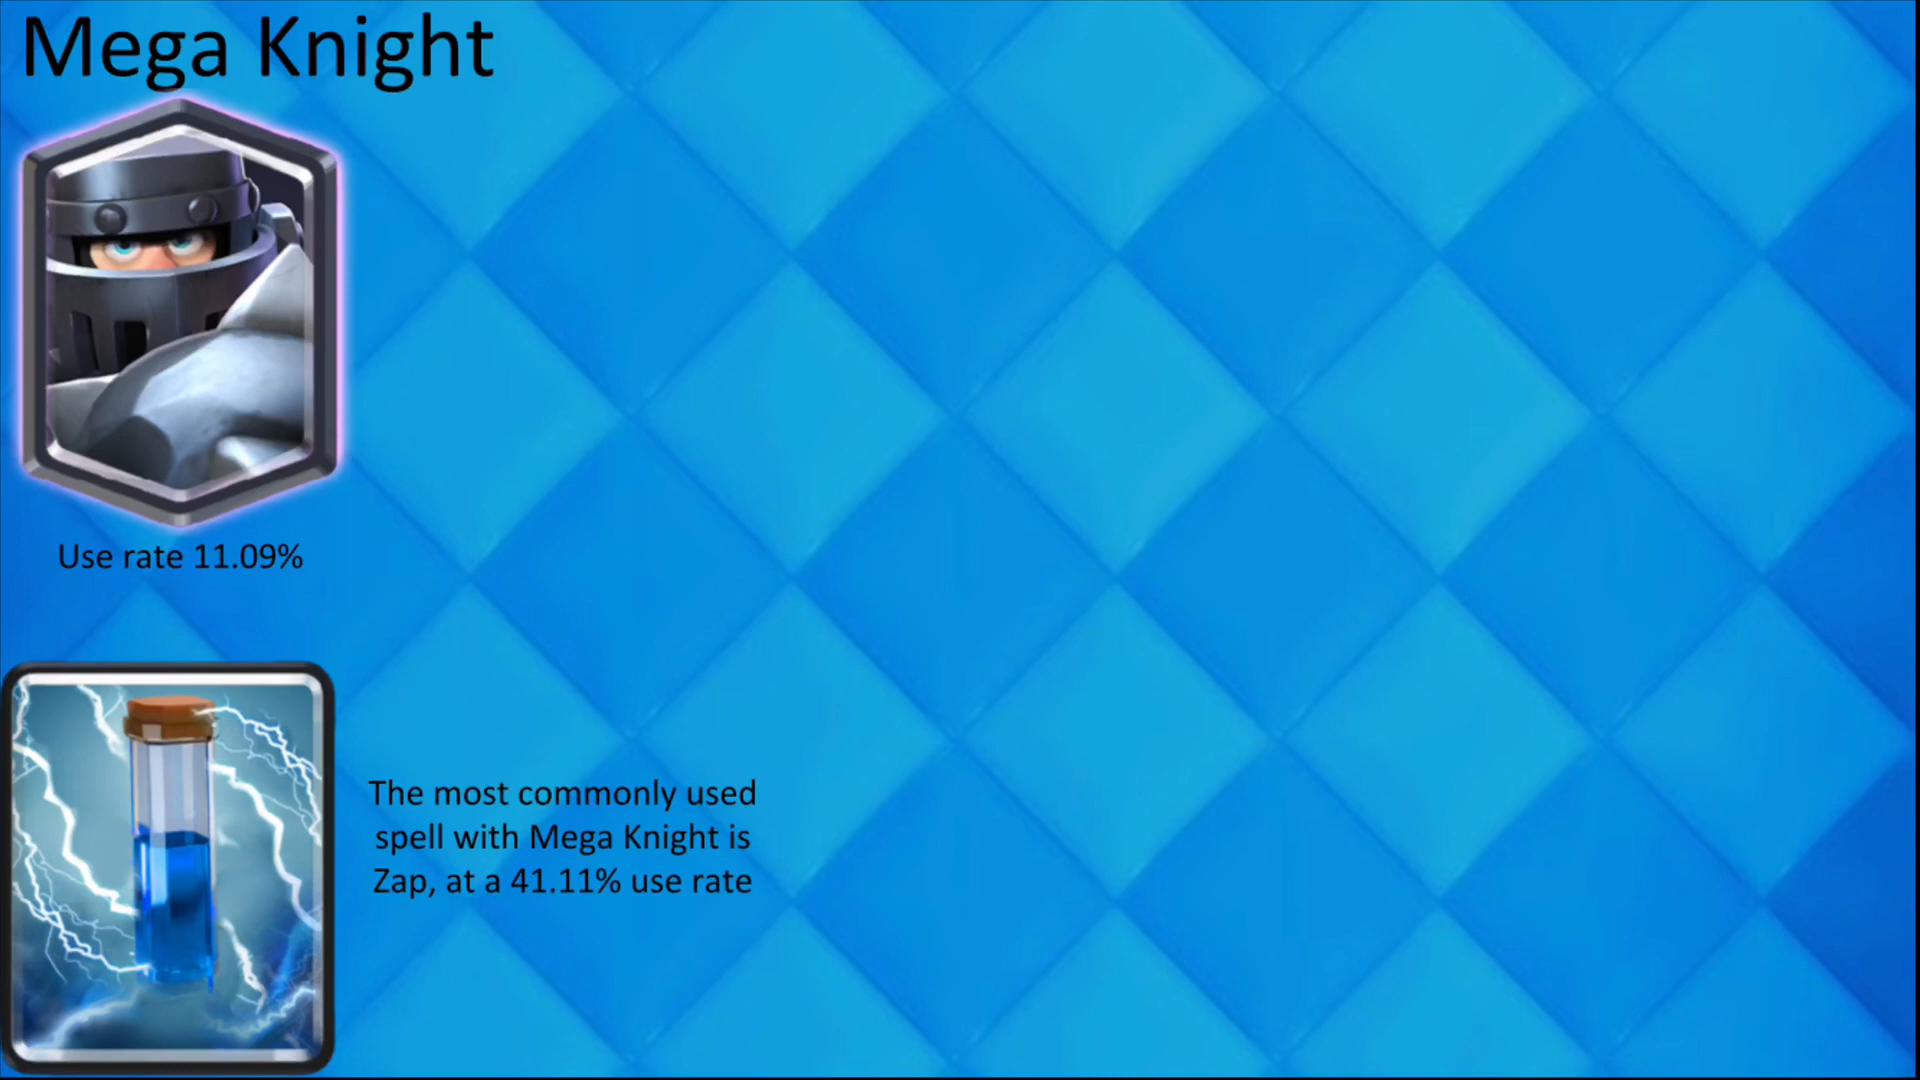 Mega Knight
Use rate 11.09%
The most commonly used
spell with Mega Knight is
Zap, at a 41.11% use rate